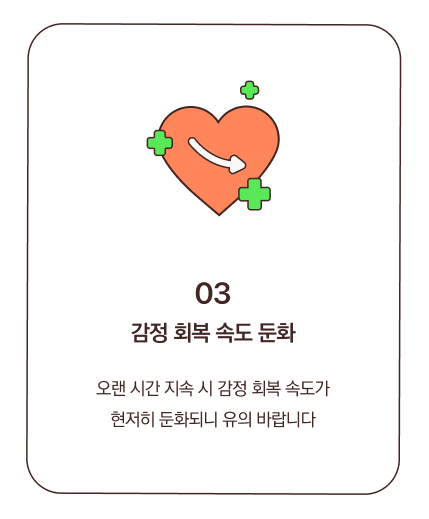 03
감정 회복 속도 둔화
오랜 시간 지속 시 감정 회복 속도가
현저히 둔화되니 유의 바랍니다